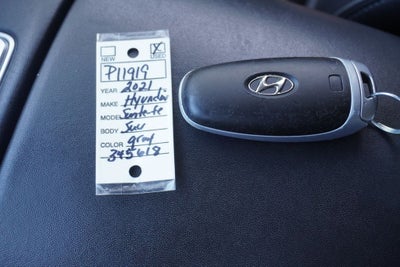 NEW USED
P11919
YEAR 2021
MAKE Hyundai
MODEL Santa Fe
BODY Suv
COLOR gray
345618